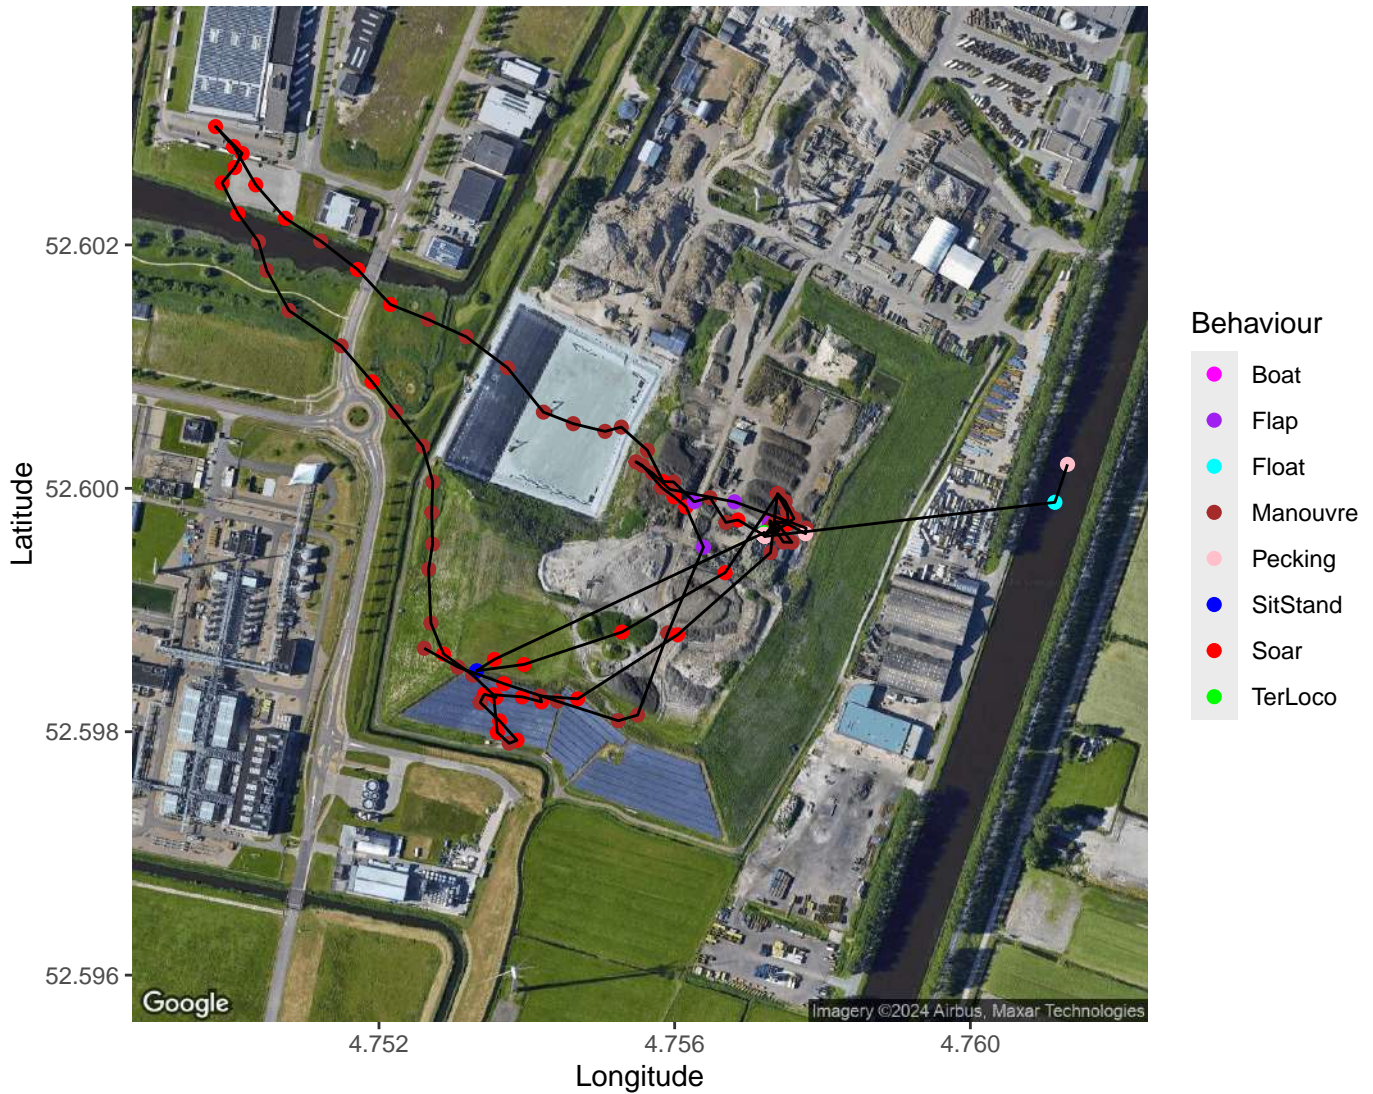 52.602
52.600
52.598
52.596
Latitude
4.752
4.756
4.760
Longitude
Google
Imagery ©2024 Airbus, Maxar Technologies
Behaviour
Boat
Flap
Float
Manouvre
Pecking
SitStand
Soar
TerLoco